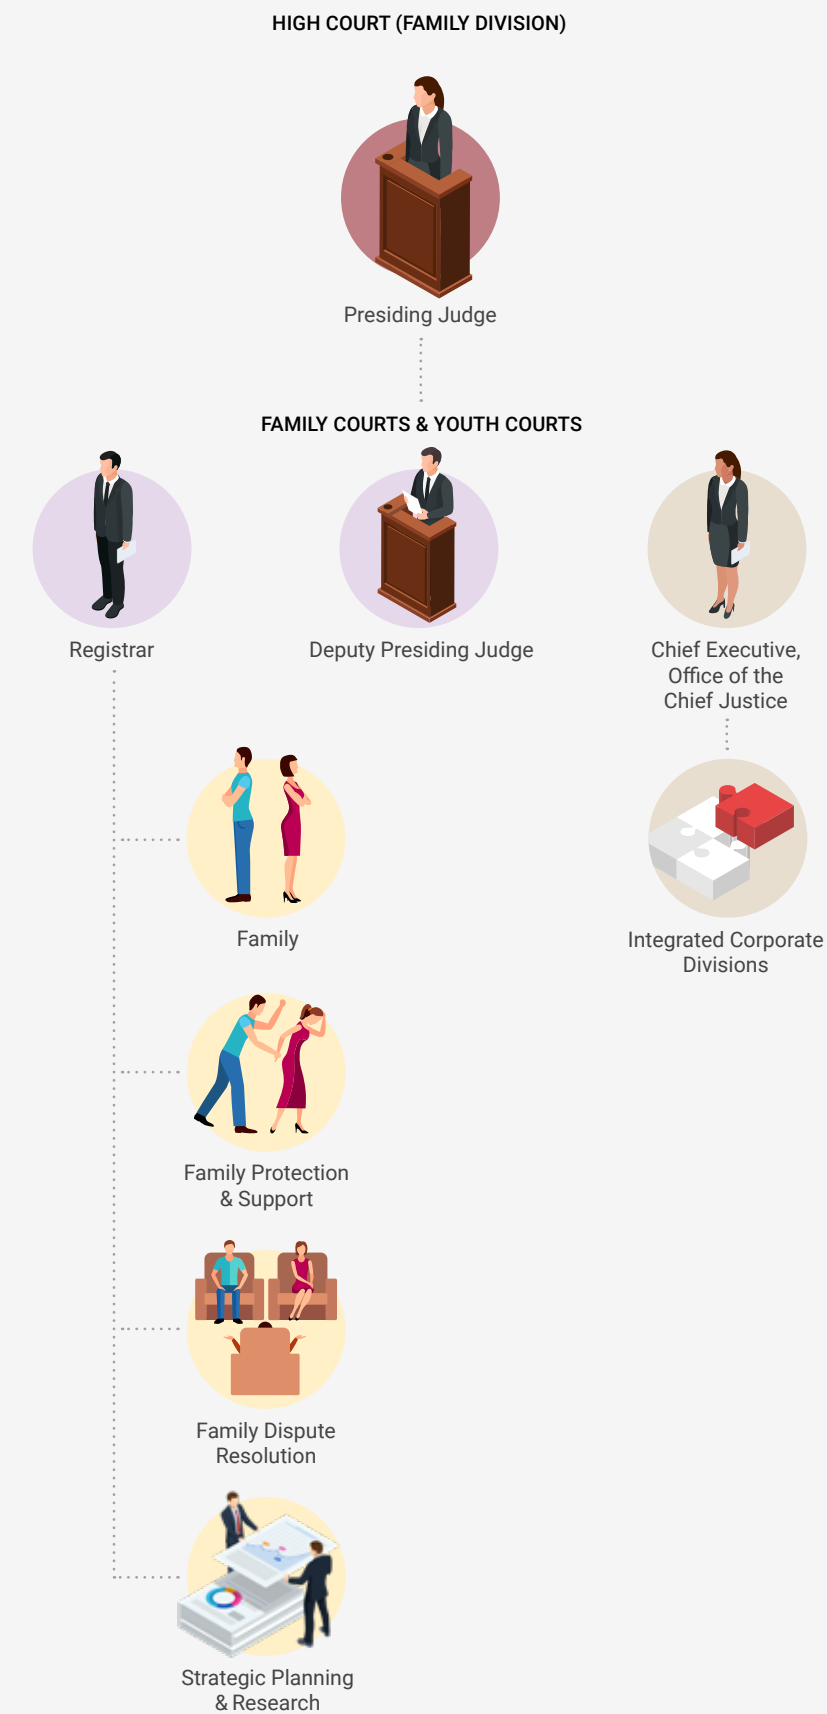 HIGH COURT (FAMILY DIVISION)
Presiding Judge
FAMILY COURTS & YOUTH COURTS
Registrar
Deputy Presiding Judge
Chief Executive,
Office of the
Chief Justice
Family
Integrated Corporate
Divisions
Family Protection
& Support
Family Dispute
Resolution
Strategic Planning
& Research